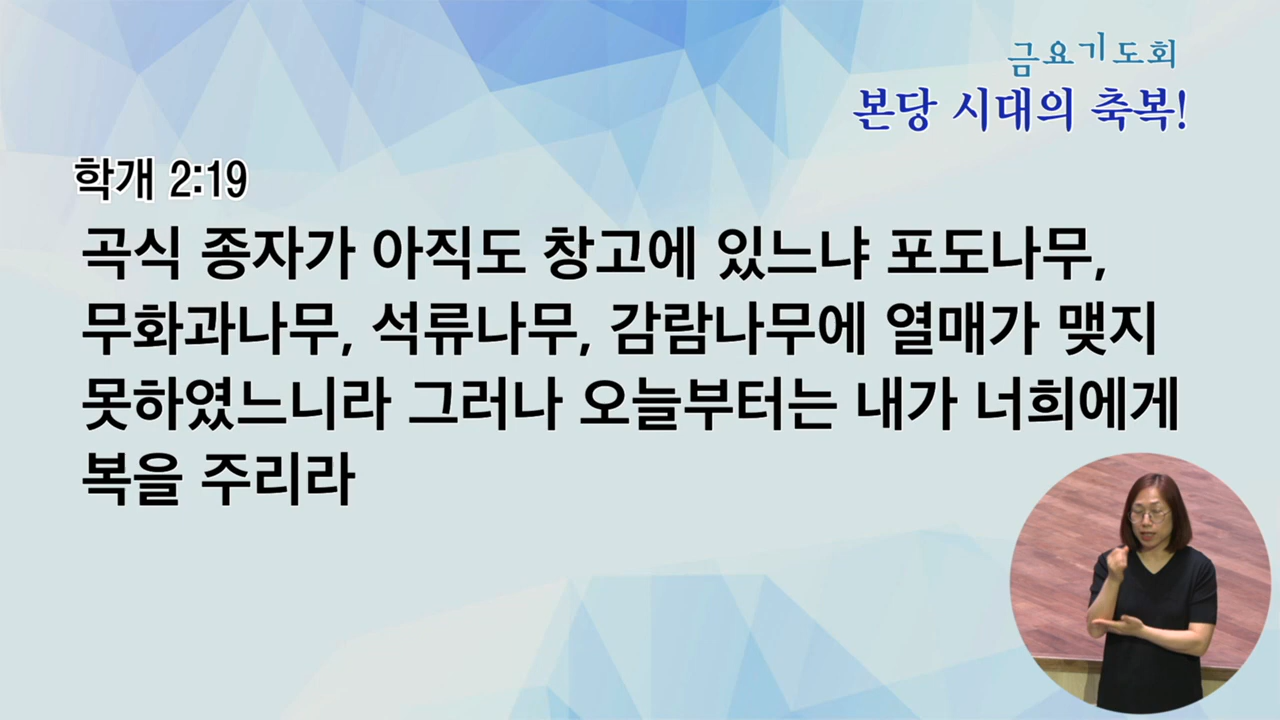 금요기도회
본당 시대의 축복!
학개 2:19
곡식 종자가 아직도 창고에 있느냐 포도나무,
무화과나무, 석류나무, 감람나무에 열매가 맺지
못하였느니라 그러나 오늘부터는 내가 너희에게
복을 주리라